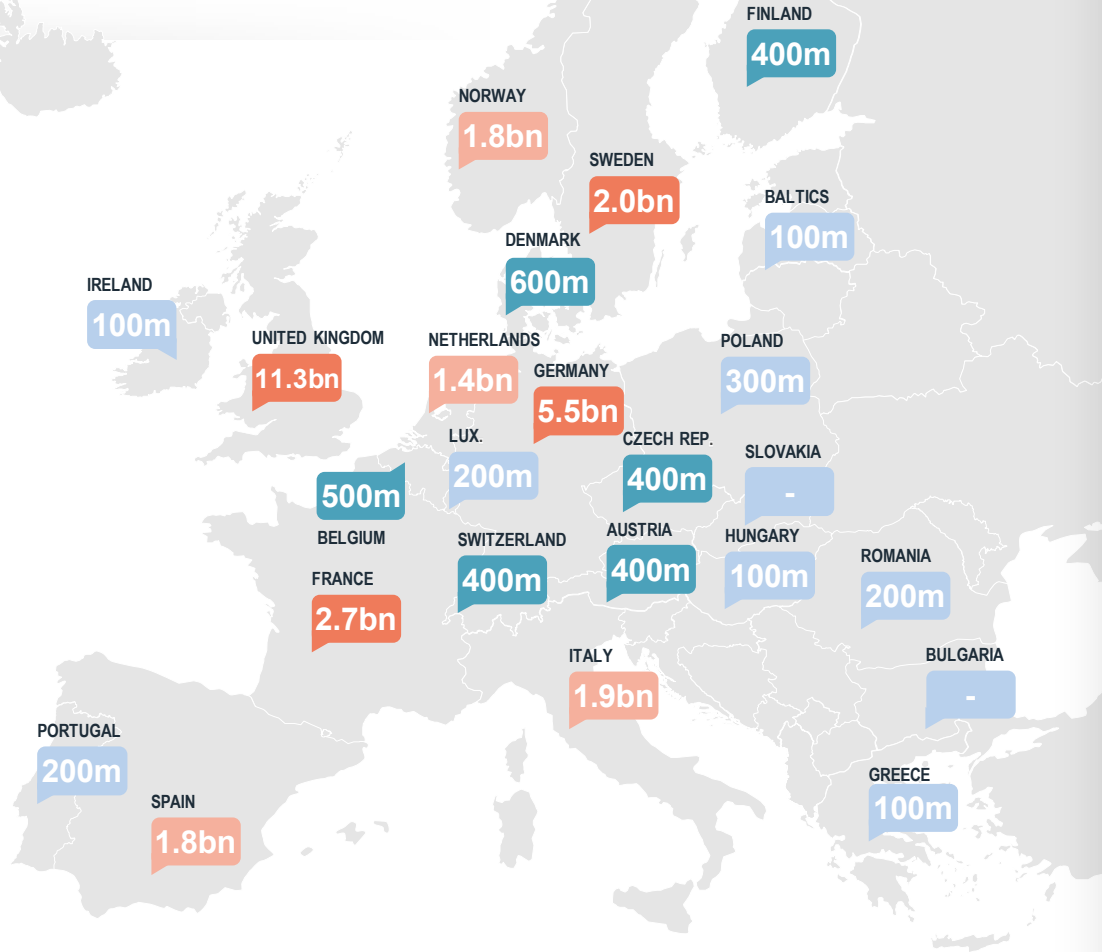 FINLAND
400m
NORWAY
1.8bn
SWEDEN
2.0bn
BALTICS
100m
DENMARK
600m
IRELAND
100m
UNITED KINGDOM
11.3bn
NETHERLANDS
1.4bn
GERMANY
5.5bn
POLAND
300m
LUX.
200m
CZECH REP.
400m
SLOVAKIA
-
500m
BELGIUM
SWITZERLAND
400m
AUSTRIA
400m
HUNGARY
100m
ROMANIA
200m
FRANCE
2.7bn
ITALY
1.9bn
BULGARIA
-
PORTUGAL
200m
SPAIN
1.8bn
GREECE
100m